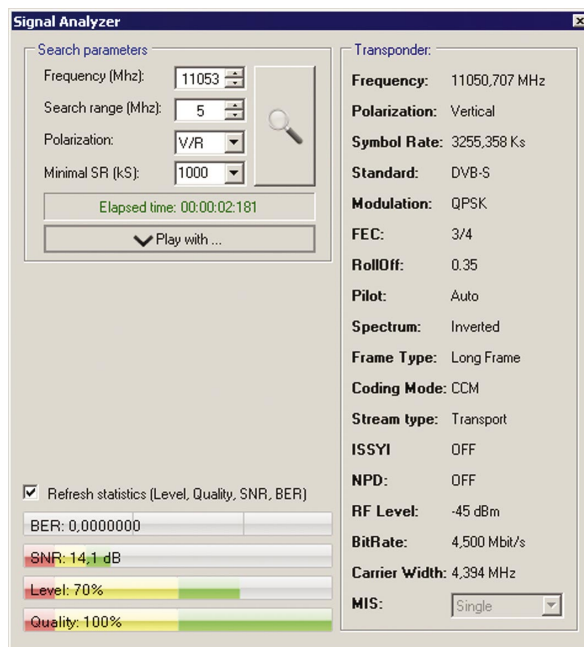 Signal Analyzer
Search parameters
Frequency (Mhz): 11053
Search range (Mhz): 5
Polarization: V/R
Minimal SR (kS): 1000
Elapsed time: 00:00:02:181
Play with ...
Refresh statistics (Level, Quality, SNR, BER)
BER: 0,0000000
SNR: 14,1 dB
Level: 70%
Quality: 100%
Transponder:
Frequency: 11050,707 MHz
Polarization: Vertical
Symbol Rate: 3255,358 Ks
Standard: DVB-S
Modulation: QPSK
FEC: 3/4
RollOff: 0.35
Pilot: Auto
Spectrum: Inverted
Frame Type: Long Frame
Coding Mode: CCM
Stream type: Transport
ISSYI OFF
NPD: OFF
RF Level: -45 dBm
BitRate: 4,500 Mbit/s
Carrier Width: 4,394 MHz
MIS: Single